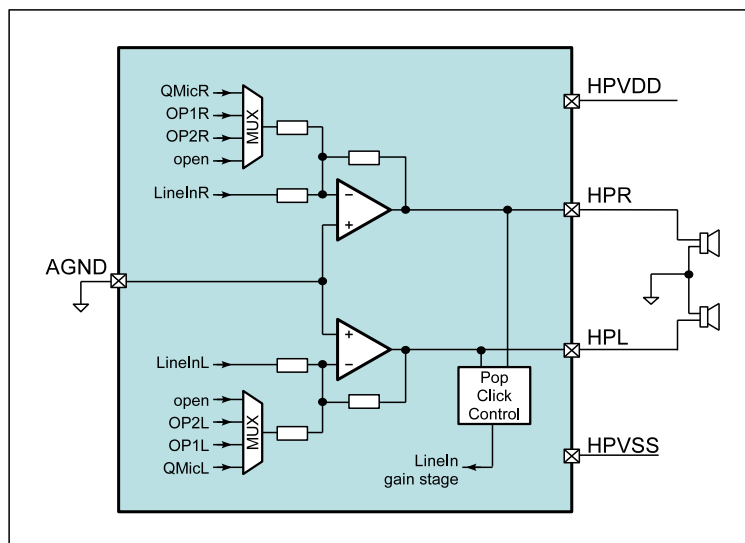 QMicR
OP1R
OP2R
open
MUX
LineInR
HPVDD
HPR
−
+
AGND
+
−
LineInL
open
OP2L
OP1L
QMicL
MUX
HPL
Pop
Click
Control
LineIn
gain stage
HPVSS